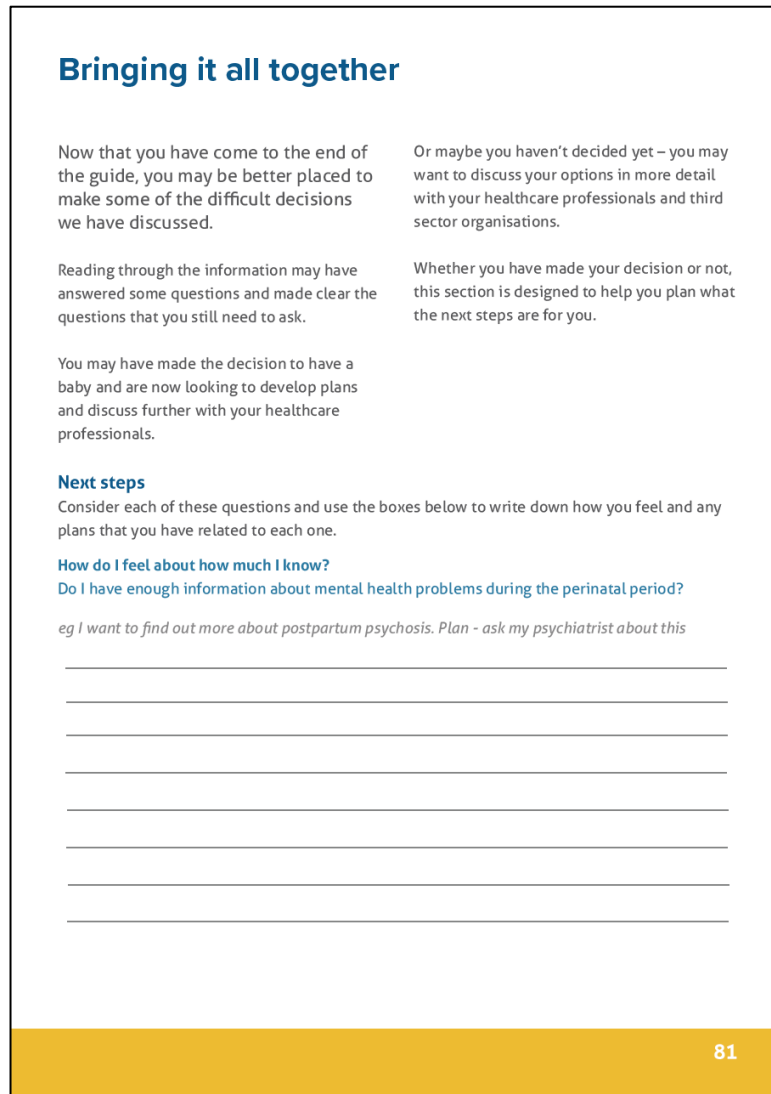 Bringing it all together
Now that you have come to the end of
the guide, you may be better placed to
make some of the difficult decisions
we have discussed.
Reading through the information may have
answered some questions and made clear the
questions that you still need to ask.
You may have made the decision to have a
baby and are now looking to develop plans
and discuss further with your healthcare
professionals.
Or maybe you haven’t decided yet – you may
want to discuss your options in more detail
with your healthcare professionals and third
sector organisations.
Whether you have made your decision or not,
this section is designed to help you plan what
the next steps are for you.
Next steps
Consider each of these questions and use the boxes below to write down how you feel and any
plans that you have related to each one.
How do I feel about how much I know?
Do I have enough information about mental health problems during the perinatal period?
eg I want to find out more about postpartum psychosis. Plan - ask my psychiatrist about this
81